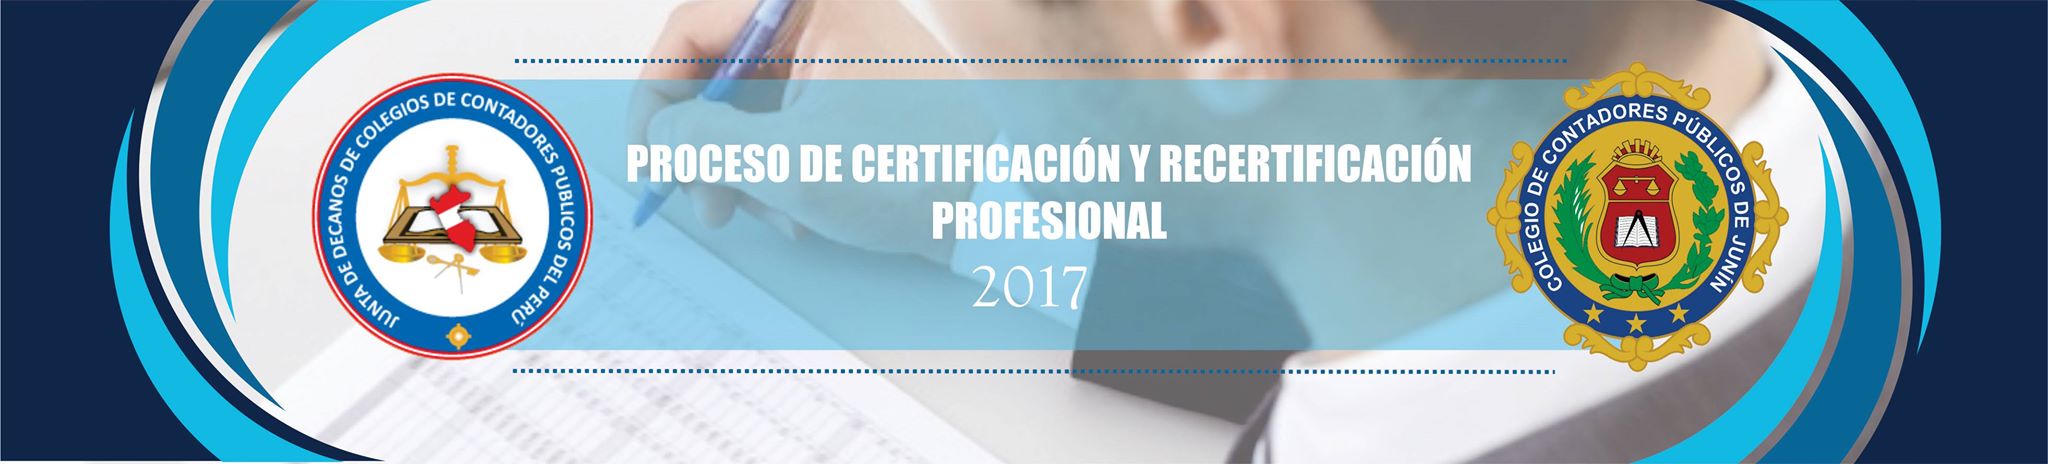 JUNTA DE DECANOS DE COLEGIOS DE CONTADORES PUBLICOS DEL PERÚ
PROCESO DE CERTIFICACIÓN Y RECERTIFICACIÓN
PROFESIONAL
2017
COLEGIO DE CONTADORES PÚBLICOS DE JUNÍN